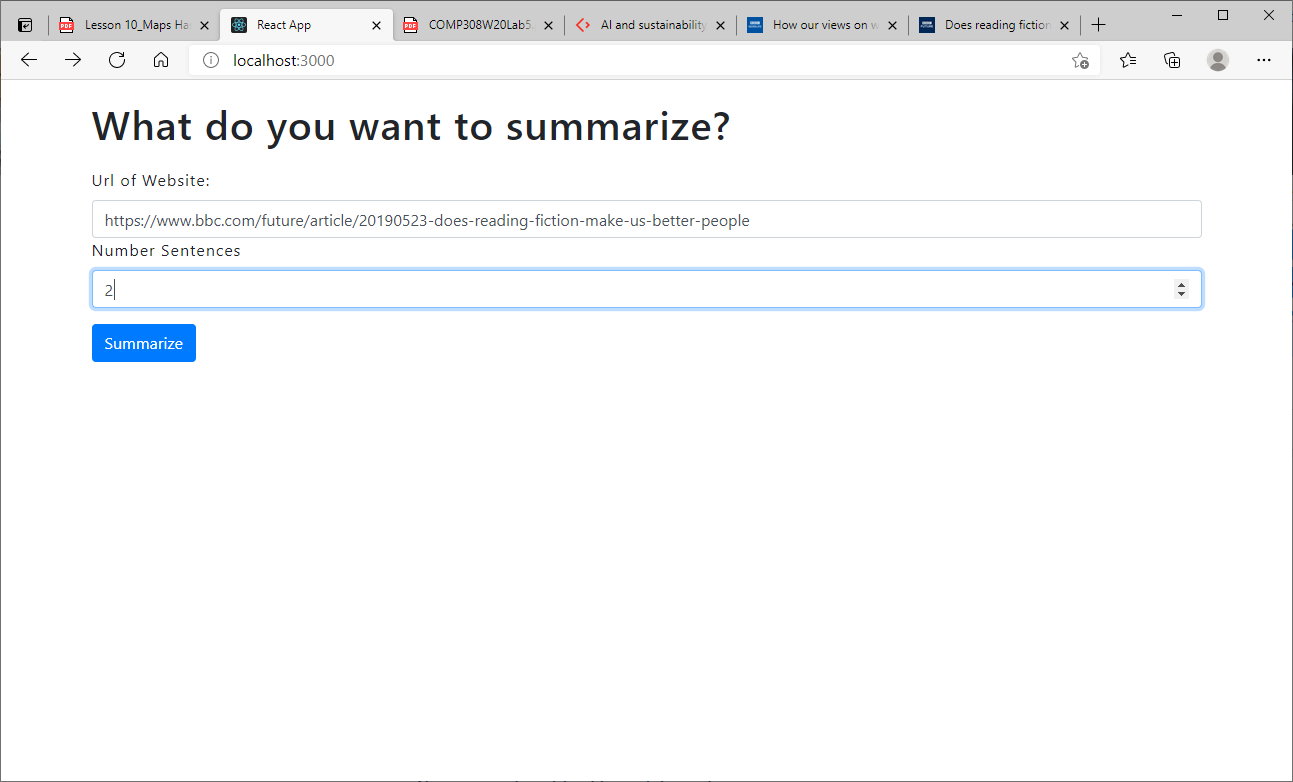 Lesson 10_Maps Ha
React App
COMP308W20Lab5
AI and sustainability
How our views on w
Does reading fiction
localhost:3000
What do you want to summarize?
Url of Website:
https://www.bbc.com/future/article/20190523-does-reading-fiction-make-us-better-people
Number Sentences
2
Summarize